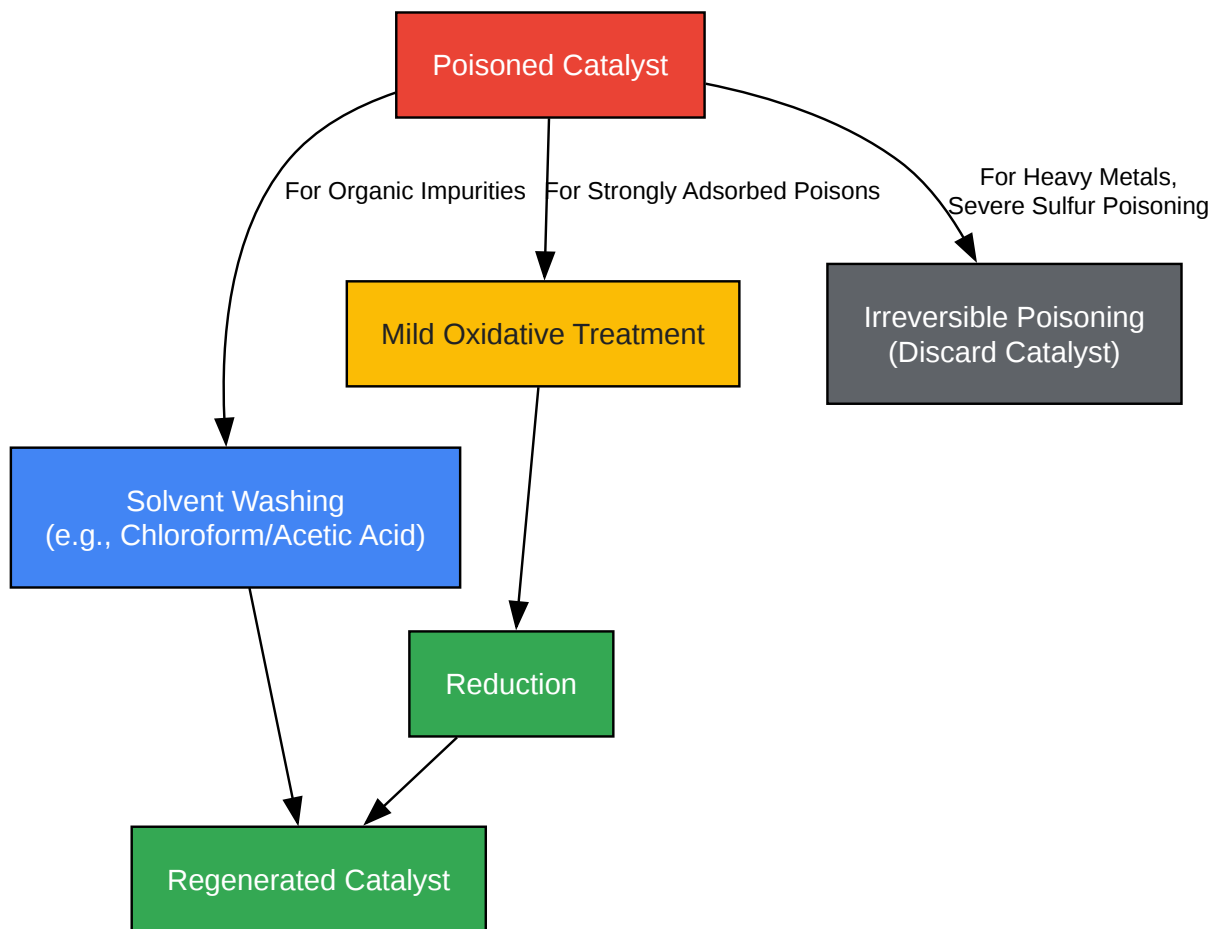 Poisoned Catalyst
For Organic Impurities
For Strongly Adsorbed Poisons
For Heavy Metals,
Severe Sulfur Poisoning
Mild Oxidative Treatment
Irreversible Poisoning
(Discard Catalyst)
Solvent Washing
(e.g., Chloroform/Acetic Acid)
Reduction
Regenerated Catalyst